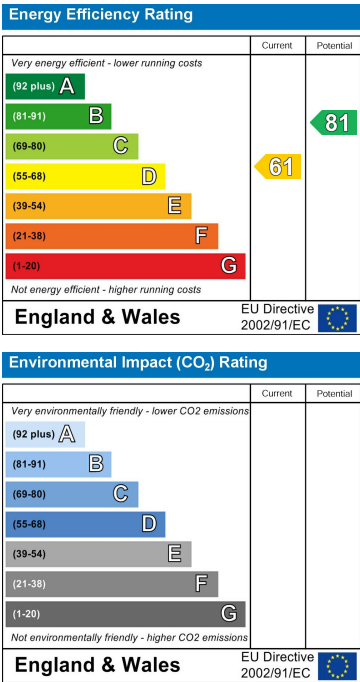 Energy Efficiency Rating
Current Potential
Very energy efficient - lower running costs
(92 plus) A
(81-91) B
(69-80) C
(55-68) D
(39-54) E
(21-38) F
(1-20) G
61
81
Not energy efficient - higher running costs
England & Wales
EU Directive
2002/91/EC
Environmental Impact (CO₂) Rating
Current Potential
Very environmentally friendly - lower CO2 emissions
(92 plus) A
(81-91) B
(69-80) C
(55-68) D
(39-54) E
(21-38) F
(1-20) G
Not environmentally friendly - higher CO2 emissions
England & Wales
EU Directive
2002/91/EC